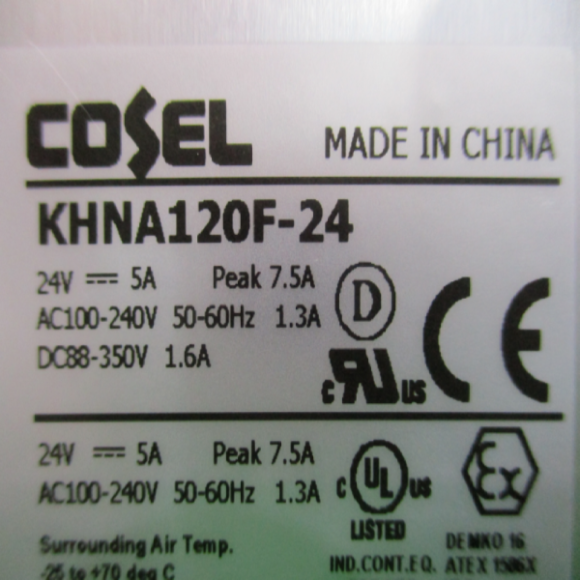 COSEL MADE IN CHINA
KHNA120F-24
24V ⎓ 5A Peak 7.5A
AC100-240V 50-60Hz 1.3A
DC88-350V 1.6A
D
c RU US
CE
24V ⎓ 5A Peak 7.5A
AC100-240V 50-60Hz 1.3A
c UL US
LISTED
Ex
Surrounding Air Temp.
-25 to +70 deg C
DEMKO 16
IND.CONT.EQ. ATEX 1586X